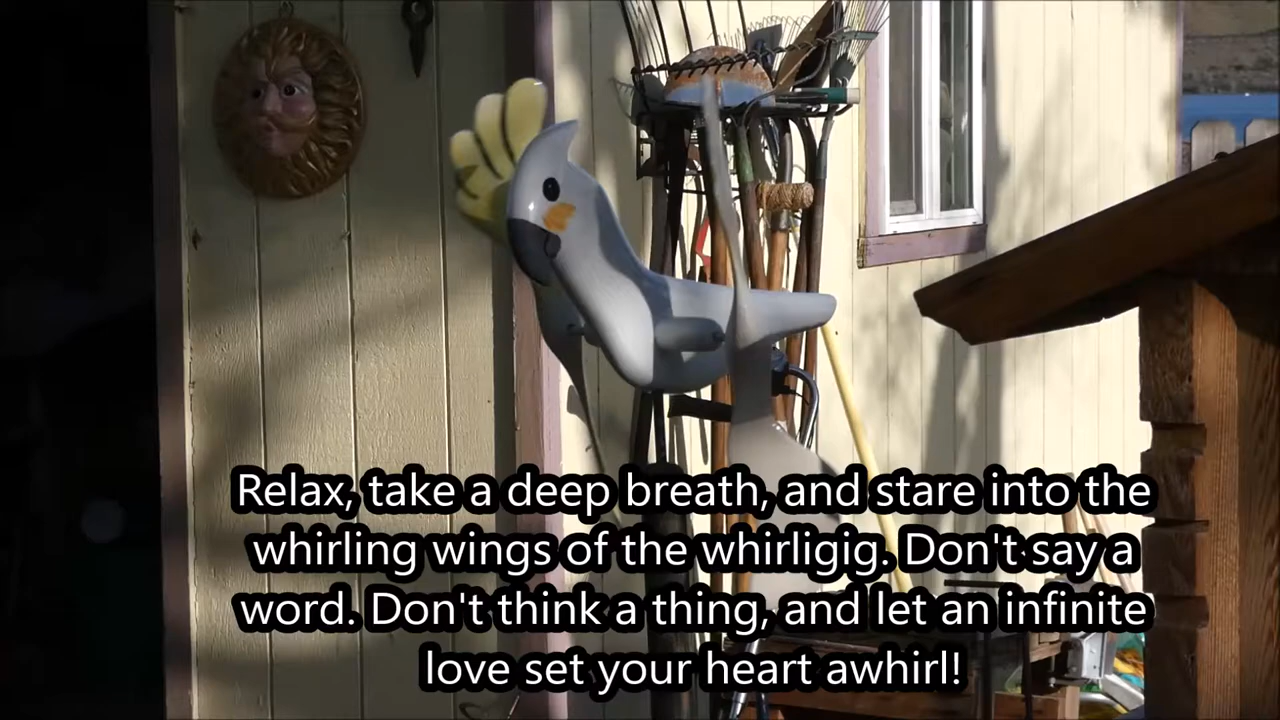 Relax, take a deep breath, and stare into the
whirling wings of the whirligig. Don't say a
word. Don't think a thing, and let an infinite
love set your heart awhirl!